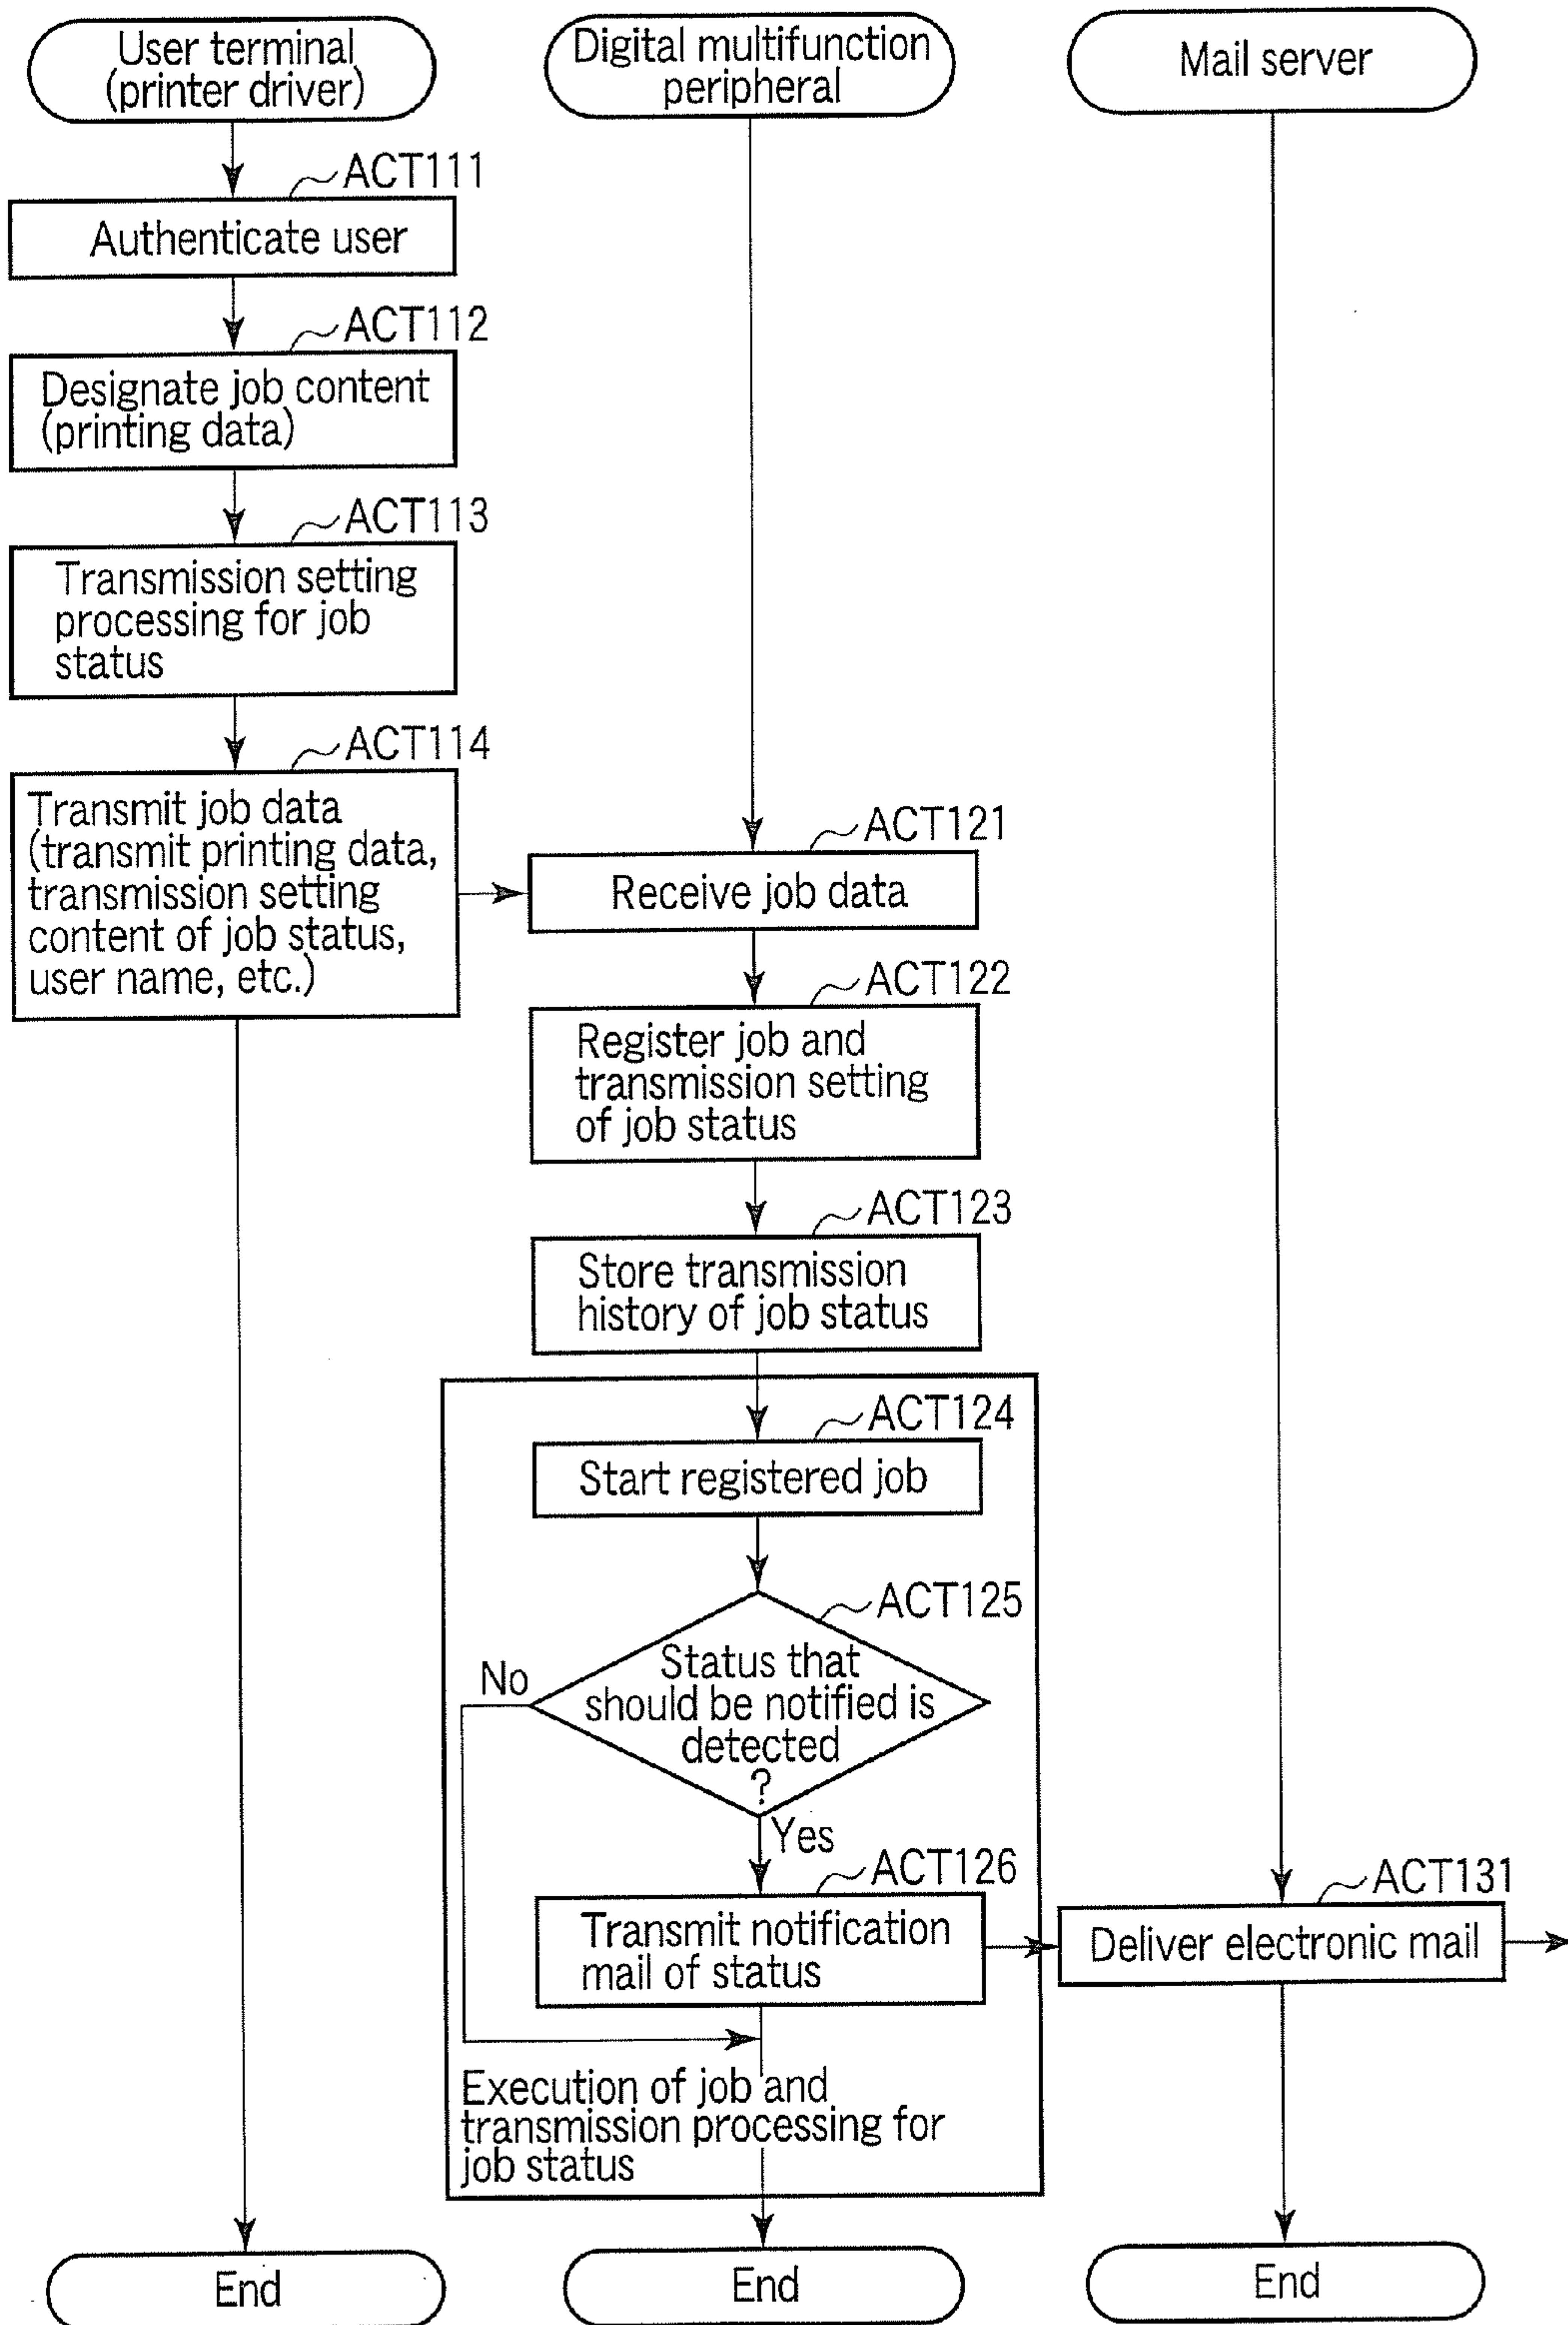 User terminal
(printer driver)
Digital multifunction
peripheral
Mail server
ACT111
Authenticate user
ACT112
Designate job content
(printing data)
ACT113
Transmission setting
processing for job
status
ACT114
Transmit job data
(transmit printing data,
transmission setting
content of job status,
user name, etc.)
ACT121
Receive job data
ACT122
Register job and
transmission setting
of job status
ACT123
Store transmission
history of job status
ACT124
Start registered job
ACT125
Status that
should be notified is
detected
?
No
Yes
ACT126
Transmit notification
mail of status
ACT131
Deliver electronic mail
Execution of job and
transmission processing for
job status
End
End
End